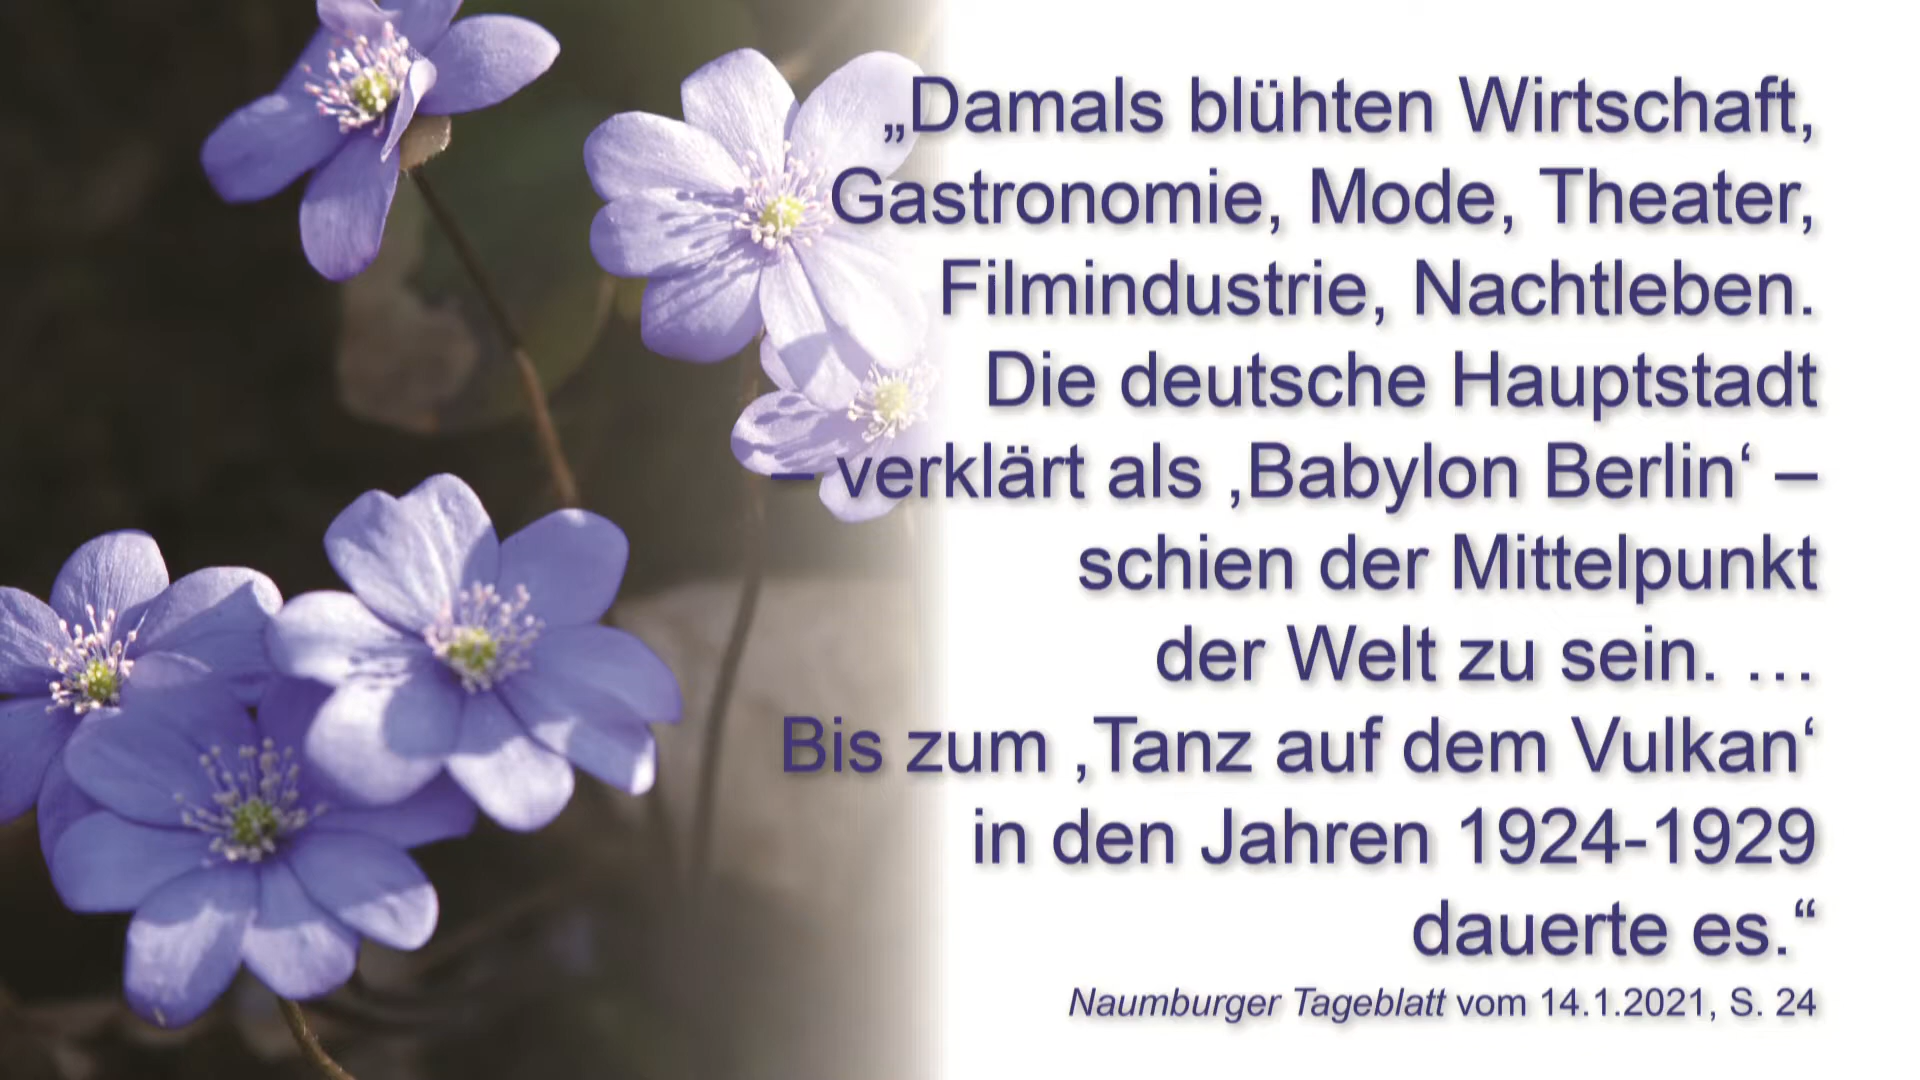 „Damals blühten Wirtschaft,
Gastronomie, Mode, Theater,
Filmindustrie, Nachtleben.
Die deutsche Hauptstadt
– verklärt als ‚Babylon Berlin‘ –
schien der Mittelpunkt
der Welt zu sein. …
Bis zum ‚Tanz auf dem Vulkan‘
in den Jahren 1924-1929
dauerte es.“
Naumburger Tageblatt vom 14.1.2021, S. 24